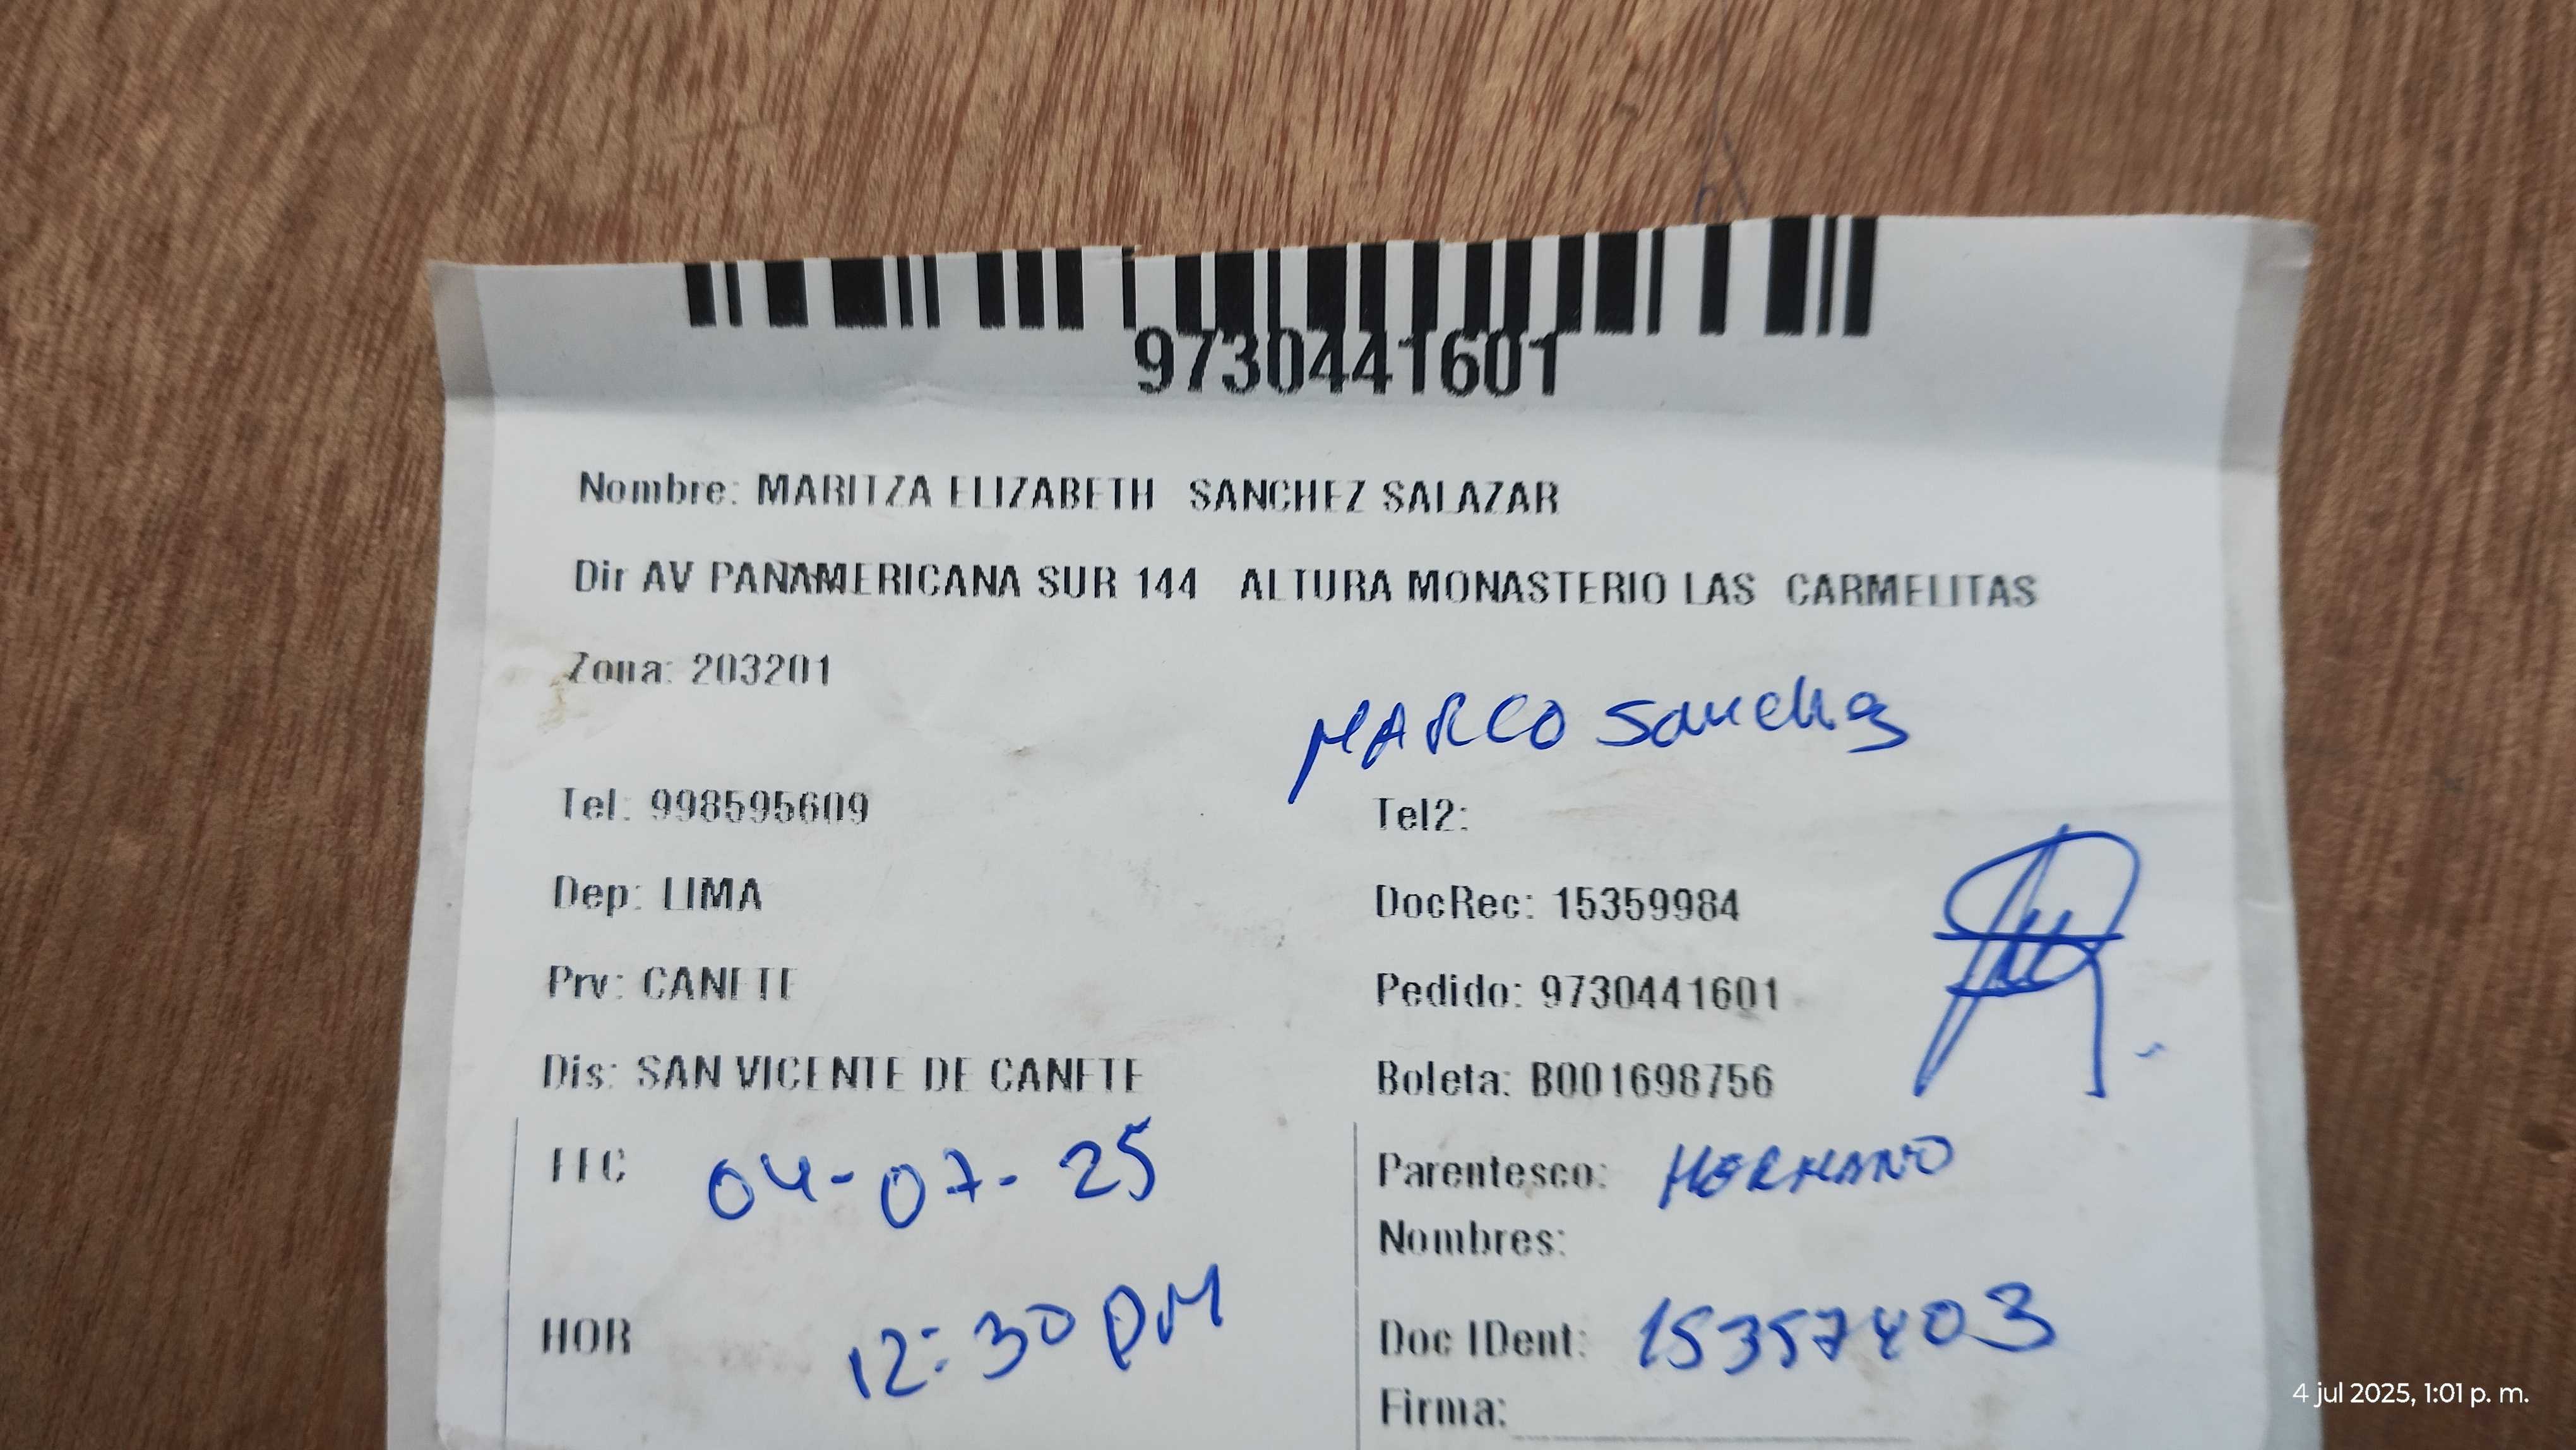 9730441601
Nombre: MARITZA ELIZABETH SANCHEZ SALAZAR
Dir AV PANAMERICANA SUR 144 ALTURA MONASTERIO LAS CARMELITAS
Zona: 203201
MARCO Sanchez
Tel: 998595609 Tel2:
Dep: LIMA DocRec: 15359984
Prv: CANETE Pedido: 9730441601
Dis: SAN VICENTE DE CANETE Boleta: B001698756
FEC 04-07-25 Parentesco: HERMANO
Nombres:
HOR 12:30 PM Doc IDent: 15357403
Firma:
4 jul 2025, 1:01 p. m.